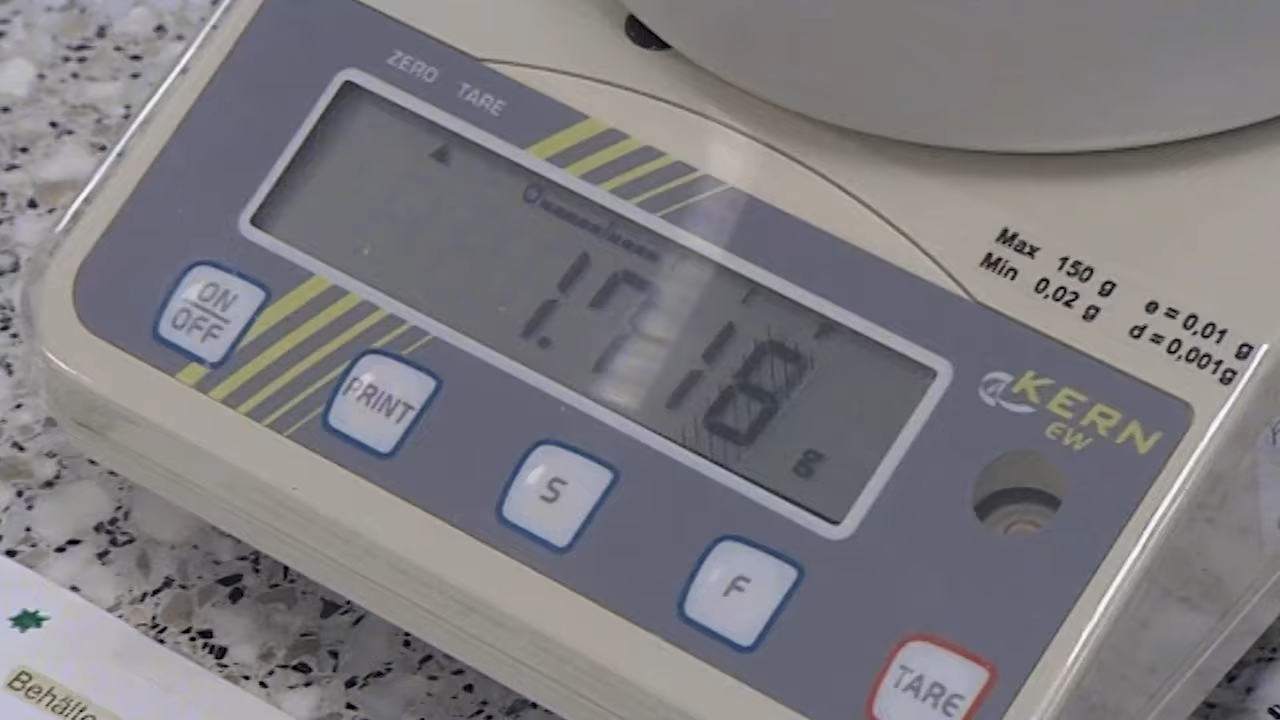 ZERO TARE
1.718 g
Max 150 g e=0,01 g
Min 0,02 g d=0,001g
KERN
EW
ON
OFF
PRINT
S
F
TARE